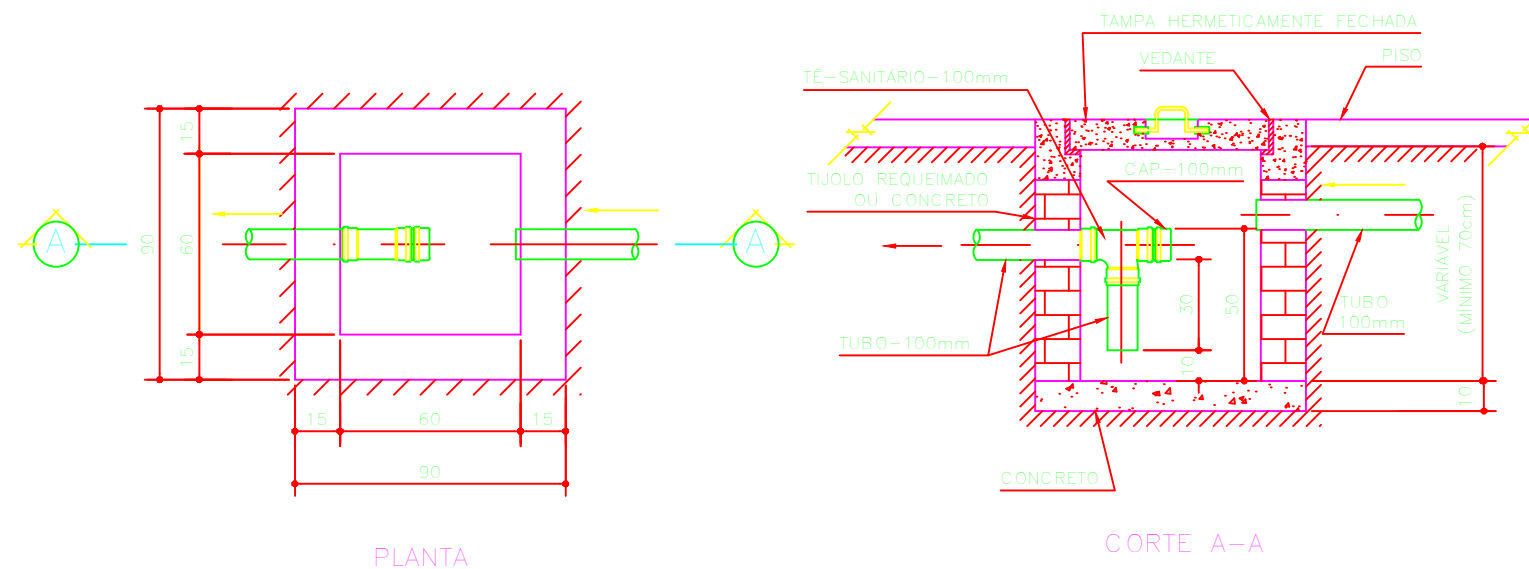 A
90
15
60
15
15
60
15
90
A
PLANTA
TAMPA HERMETICAMENTE FECHADA
VEDANTE
PISO
TÊ-SANITÁRIO-100mm
TIJOLO REQUEIMADO
OU CONCRETO
CAP-100mm
30
50
10
VARIÁVEL
(MÍNIMO 70cm)
TUBO
100mm
TUBO-100mm
10
CONCRETO
CORTE A-A